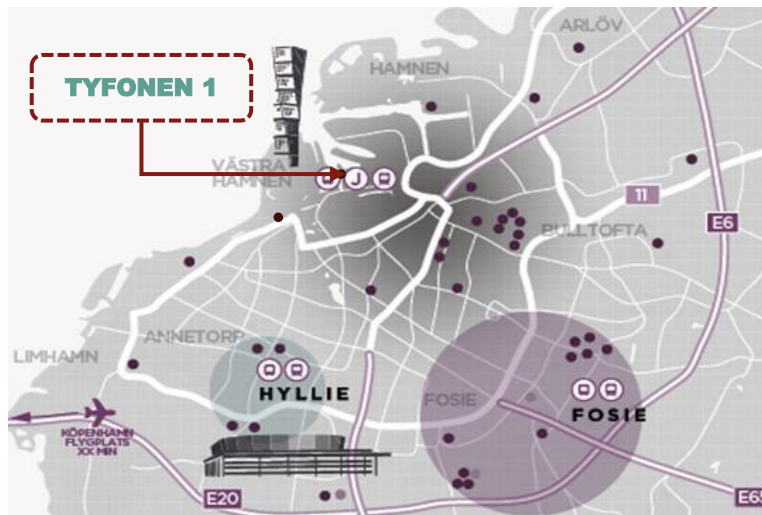 ARLÖV
HAMNEN
TYFONEN 1
VÄSTRA
HAMNEN
J
11
E6
BULLTOFTA
ANNETORP
LIMHAMN
HYLLIE
FOSIE
FOSIE
KÖPENHAMN
FLYGPLATS
XX MIN
E20
E65